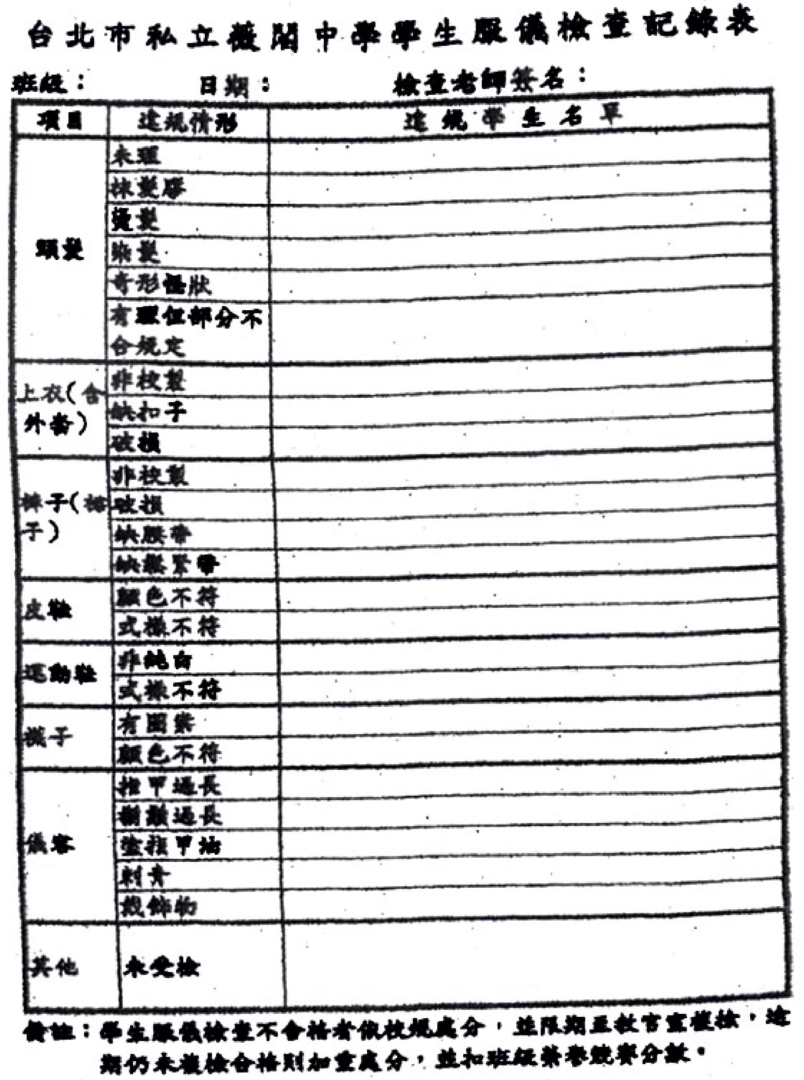 台北市私立薇閣中學學生服儀檢查記錄表
班級： 日期： 檢查老師簽名：
項目 違規情形 違規學生名單
頭髮
未理
抹髮膠
燙髮
染髮
奇形怪狀
有理但部分不
合規定
上衣(含
外套)
非校製
缺扣子
破損
褲子(裙
子)
非校製
破損
缺腰帶
缺鬆緊帶
皮鞋
顏色不符
式樣不符
運動鞋
非純白
式樣不符
襪子
有圖案
顏色不符
儀容
指甲過長
鬍鬚過長
塗指甲油
刺青
戴飾物
其他
未受檢
備註：學生服儀檢查不合格者依校規處分，並限期至教官室複檢，逾
期仍未複檢合格則加重處分，並扣班級榮譽競賽分數。